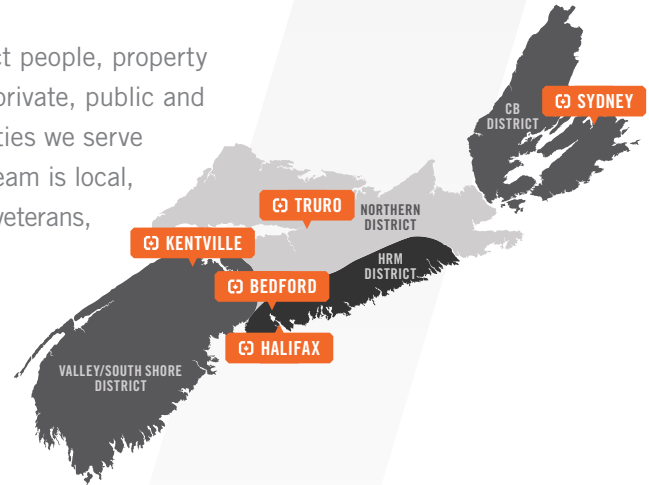 ct people, property
private, public and
ties we serve
eam is local,
veterans,
CB
DISTRICT
SYDNEY
TRURO
NORTHERN
DISTRICT
KENTVILLE
HRM
DISTRICT
BEDFORD
HALIFAX
VALLEY/SOUTH SHORE
DISTRICT